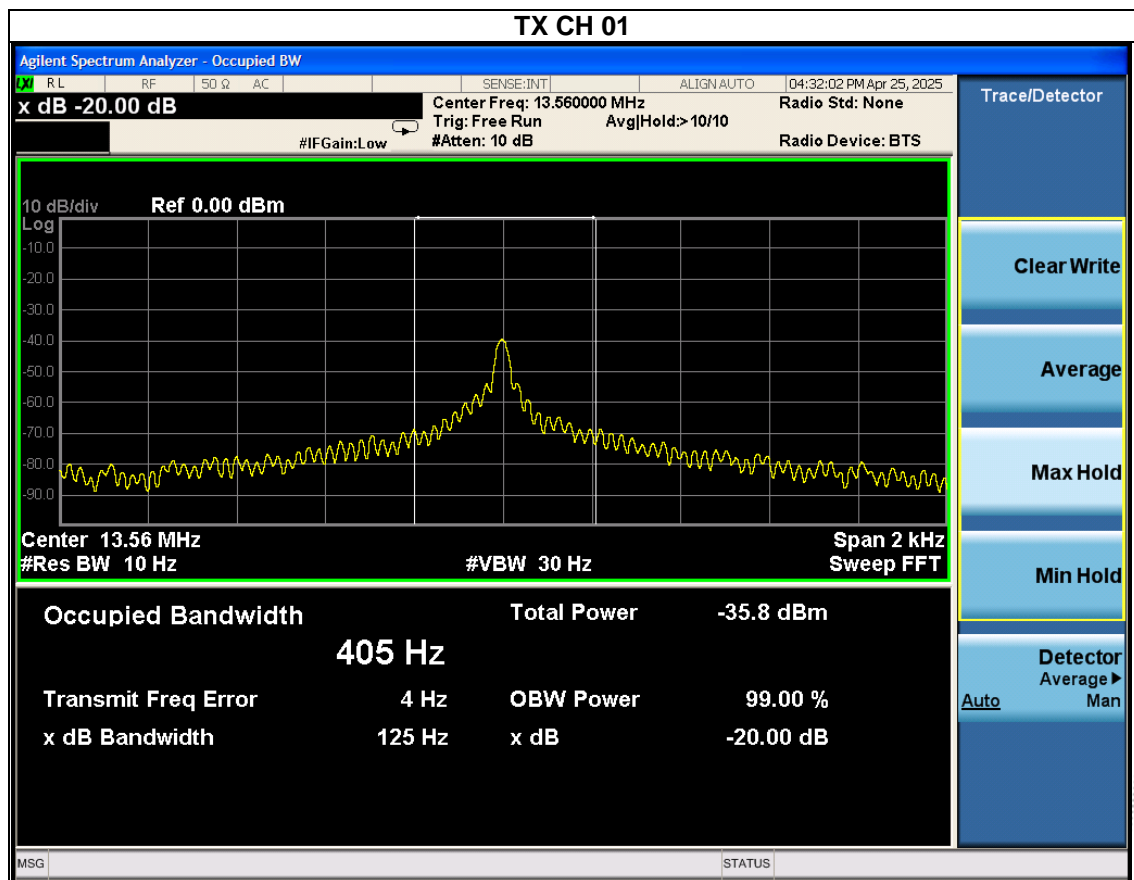 TX CH 01
Agilent Spectrum Analyzer - Occupied BW
LXI RL RF 50 Ω AC SENSE:INT ALIGN AUTO 04:32:02 PM Apr 25, 2025
x dB -20.00 dB
Center Freq: 13.560000 MHz
Radio Std: None
Trig: Free Run Avg|Hold:>10/10
#IFGain:Low
#Atten: 10 dB
Radio Device: BTS
10 dB/div Ref 0.00 dBm
Log
-10.0
-20.0
-30.0
-40.0
-50.0
-60.0
-70.0
-80.0
-90.0
Center 13.56 MHz Span 2 kHz
#Res BW 10 Hz #VBW 30 Hz Sweep FFT
Occupied Bandwidth Total Power -35.8 dBm
405 Hz
Transmit Freq Error 4 Hz OBW Power 99.00 %
x dB Bandwidth 125 Hz x dB -20.00 dB
MSG STATUS
Trace/Detector
Clear Write
Average
Max Hold
Min Hold
Detector
Average▶
Auto Man